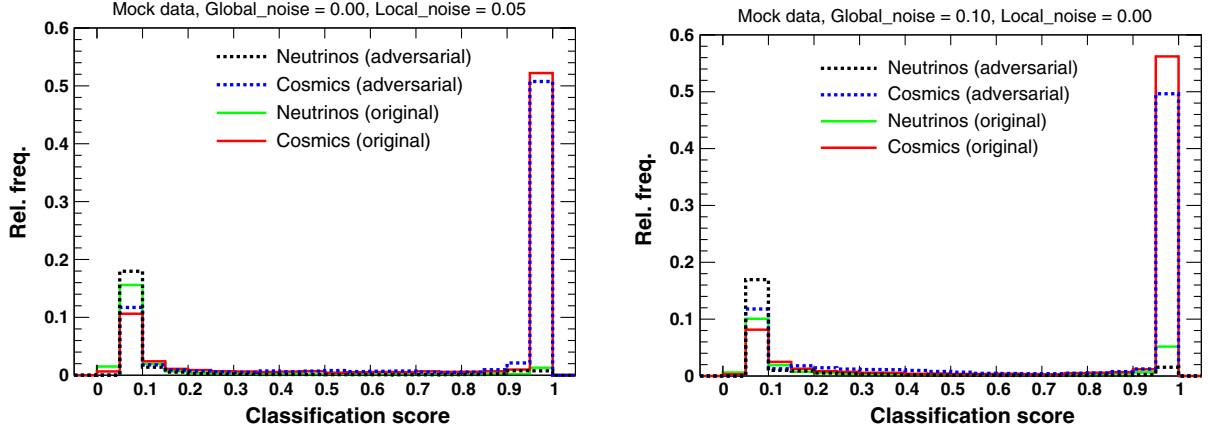 Mock data, Global_noise = 0.00, Local_noise = 0.05
0.6
0.5
0.4
0.3
0.2
0.1
0
Rel. freq.
Neutrinos (adversarial)
Cosmics (adversarial)
Neutrinos (original)
Cosmics (original)
0 0.1 0.2 0.3 0.4 0.5 0.6 0.7 0.8 0.9 1
Classification score
Mock data, Global_noise = 0.10, Local_noise = 0.00
0.6
0.5
0.4
0.3
0.2
0.1
0
Rel. freq.
Neutrinos (adversarial)
Cosmics (adversarial)
Neutrinos (original)
Cosmics (original)
0 0.1 0.2 0.3 0.4 0.5 0.6 0.7 0.8 0.9 1
Classification score